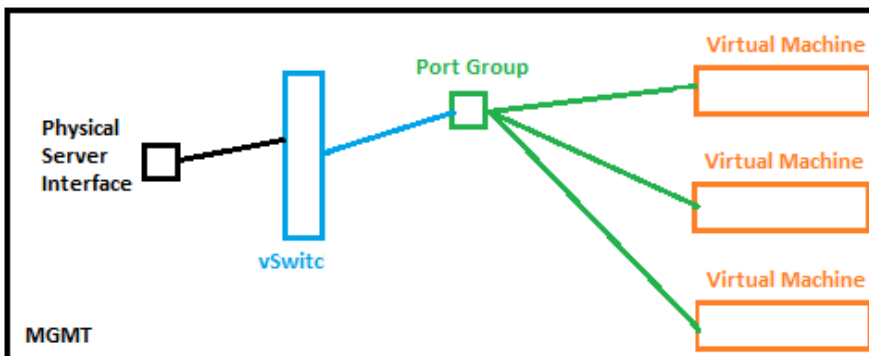 Virtual Machine
Port Group
Physical
Server
Interface
Virtual Machine
vSwitc
Virtual Machine
MGMT